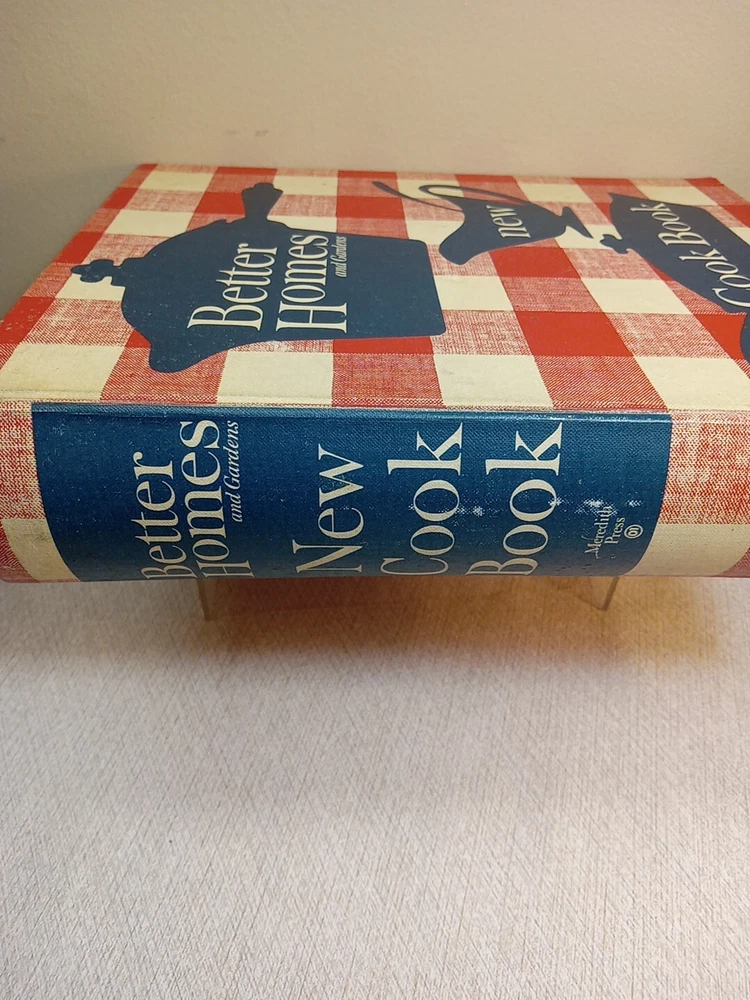 Better
Homes
and Gardens
new
Cook Book
Better
Homes
and Gardens
New
Cook
Book
Meredith
Press